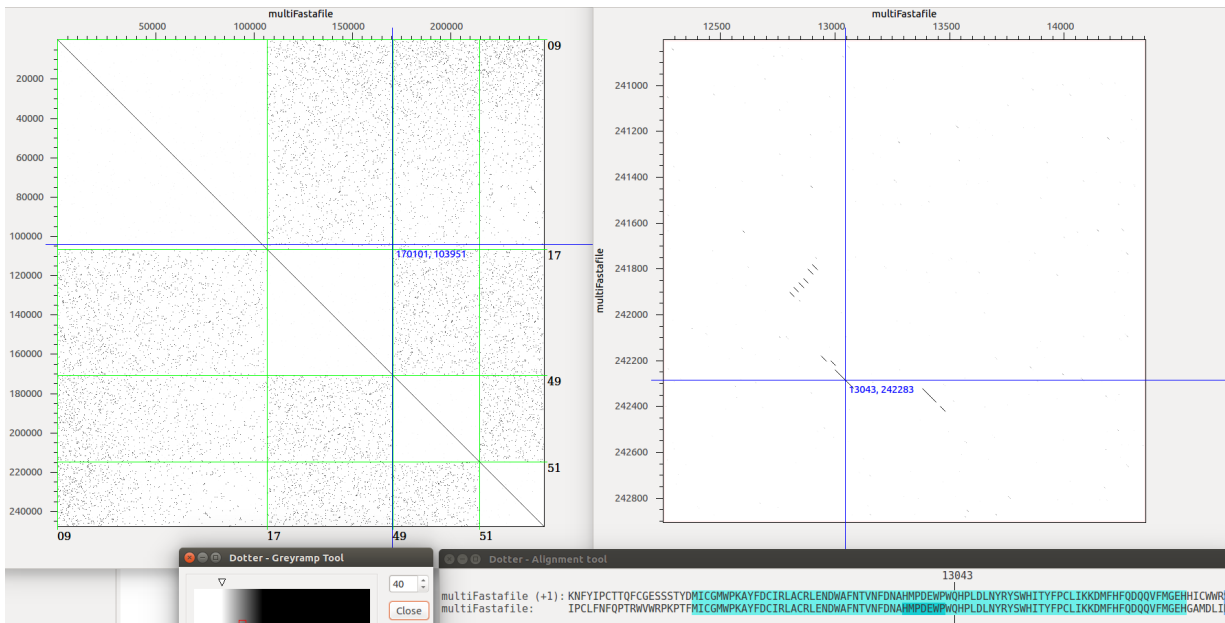 multiFastafile
50000 100000 150000 200000
09
20000
40000
60000
80000
100000
170101, 103951
17
120000
140000
160000
49
180000
200000
51
220000
240000
09 17 49 51
multiFastafile
12500 13000 13500 14000
241000
241200
241400
241600
multiFastafile
241800
242000
242200
13043, 242283
242400
242600
242800
Dotter - Greyramp Tool
40
Close
Dotter - Alignment tool
13043
multiFastafile (+1): KNFYIPCTTQFCGESSSTYDMICGMWPKAYFDCIRLACRLENDWAFNTVNFDNAHMPDEWPWQHPLDLNYRYSWHITYFPCLIKKDMFHFQDQQVFMGEHHICWWR
multiFastafile: IPCLFNFQPTRWVWRPKPTFMICGMWPKAYFDCIRLACRLENDWAFNTVNFDNAHMPDEWPWQHPLDLNYRYSWHITYFPCLIKKDMFHFQDQQVFMGEHGAMDLI